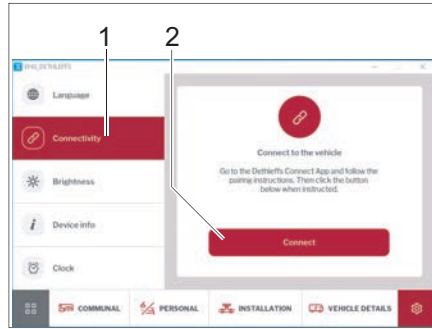 1
2
Language
Connectivity
Brightness
Device info
Clock
Connect to the vehicle
Go to the Dethleffs Connect App and follow the
pairing instructions. Then click the button
below when instructed.
Connect
COMMUNAL
PERSONAL
INSTALLATION
VEHICLE DETAILS